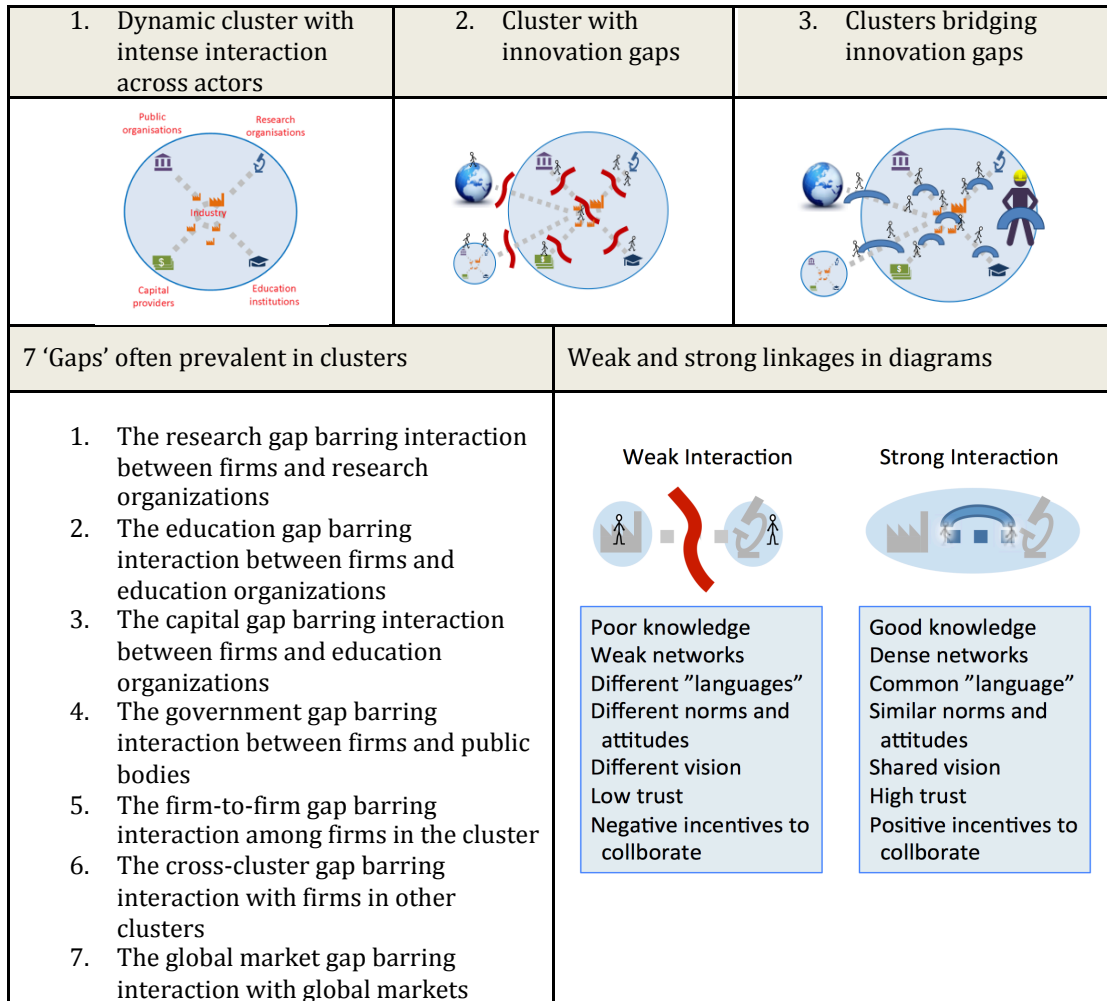 1. Dynamic cluster with
intense interaction
across actors
2. Cluster with
innovation gaps
3. Clusters bridging
innovation gaps
Public
organisations
Research
organisations
Industry
$
Capital
providers
Education
institutions
$
$
7 ‘Gaps’ often prevalent in clusters
Weak and strong linkages in diagrams
1. The research gap barring interaction
between firms and research
organizations
2. The education gap barring
interaction between firms and
education organizations
3. The capital gap barring interaction
between firms and education
organizations
4. The government gap barring
interaction between firms and public
bodies
5. The firm-to-firm gap barring
interaction among firms in the cluster
6. The cross-cluster gap barring
interaction with firms in other
clusters
7. The global market gap barring
interaction with global markets
Weak Interaction
Poor knowledge
Weak networks
Different ”languages”
Different norms and
attitudes
Different vision
Low trust
Negative incentives to
collborate
Strong Interaction
Good knowledge
Dense networks
Common ”language”
Similar norms and
attitudes
Shared vision
High trust
Positive incentives to
collborate